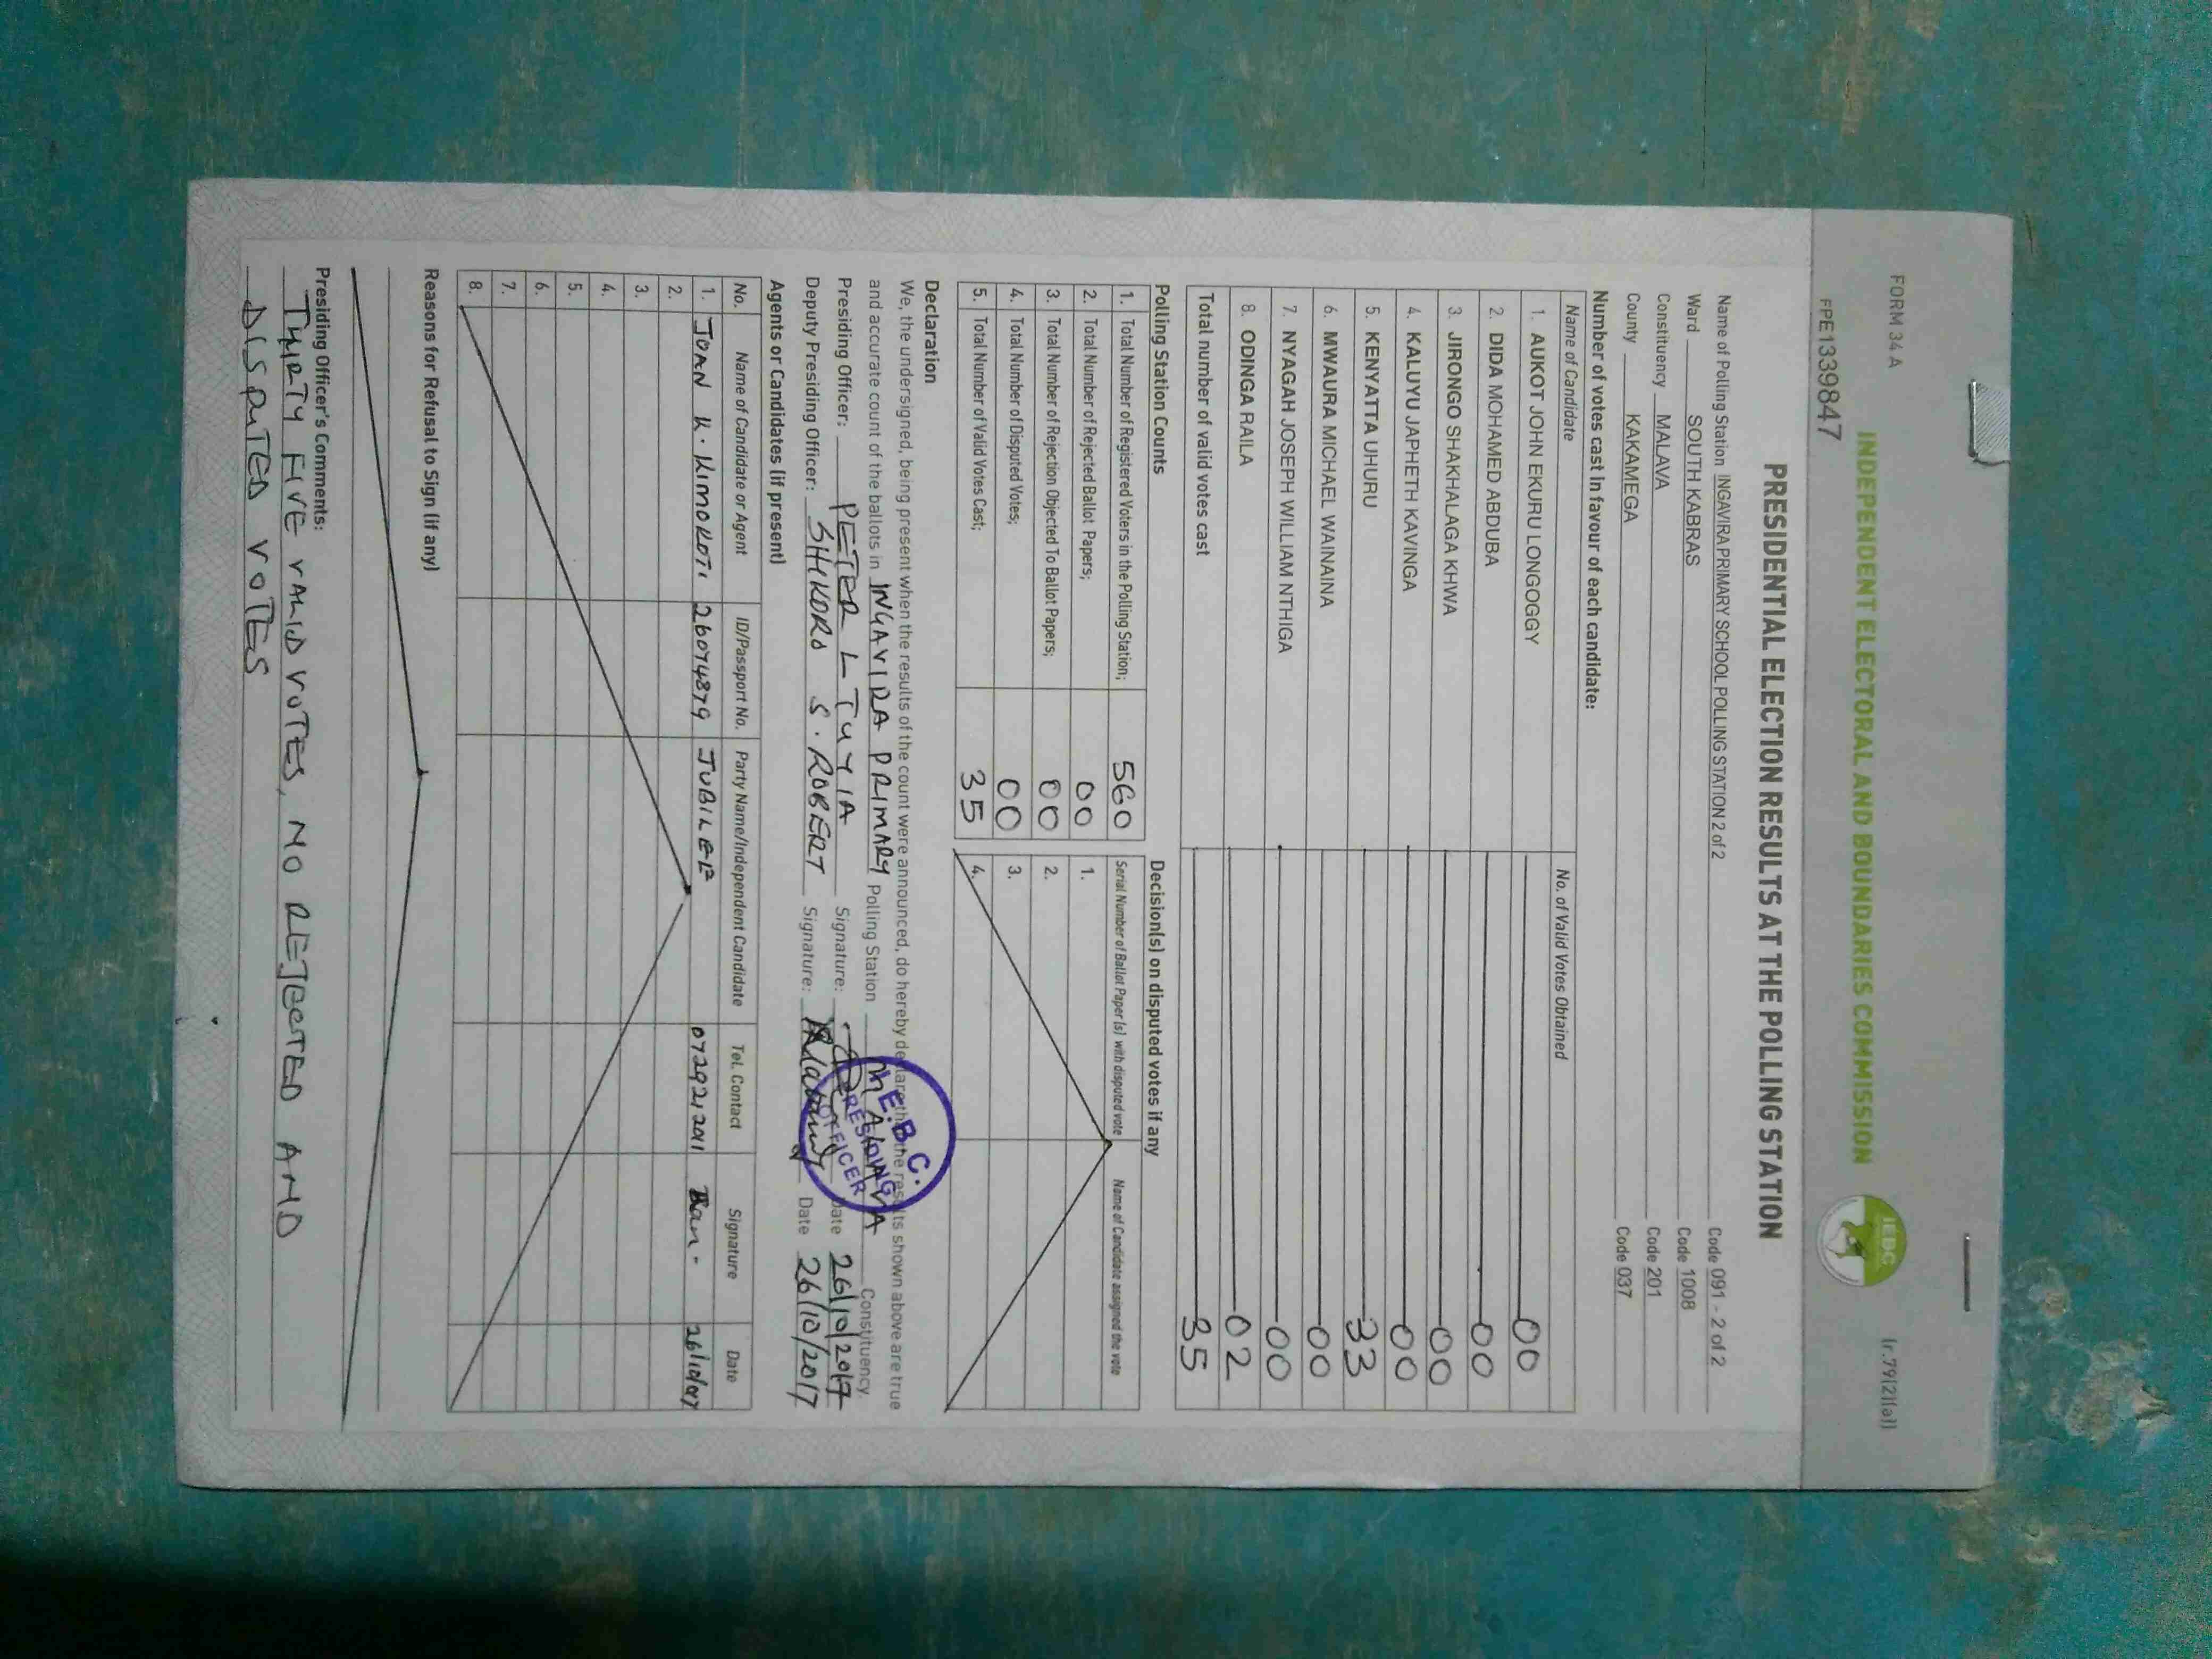 FORM 34 A
(r.79(2)(a))
INDEPENDENT ELECTORAL AND BOUNDARIES COMMISSION
IEBC
PRESIDENTIAL ELECTION RESULTS AT THE POLLING STATION
Name of Polling Station INGAVIRA PRIMARY SCHOOL POLLING STATION 2 of 2 Code 091 - 2 of 2
Ward SOUTH KABRAS Code 1008
Constituency MALAVA Code 201
County KAKAMEGA Code 037
Number of votes cast in favour of each candidate:
Name of Candidate No. of Valid Votes Obtained
1. AUKOT JOHN EKURU LONGOGGY 00
2. DIDA MOHAMED ABDUBA 00
3. JIRONGO SHAKHALAGA KHWA 00
4. KALUYU JAPHETH KAVINGA 00
5. KENYATTA UHURU 33
6. MWAURA MICHAEL WAINAINA 00
7. NYAGAH JOSEPH WILLIAM NTHIGA 00
8. ODINGA RAILA 02
Total number of valid votes cast 35
Polling Station Counts
1. Total Number of Registered Voters in the Polling Station; 560
2. Total Number of Rejected Ballot Papers; 00
3. Total Number of Rejection Objected To Ballot Papers; 00
4. Total Number of Disputed Votes; 00
5. Total Number of Valid Votes Cast; 35
Decision(s) on disputed votes if any
Serial Number of Ballot Paper (s) with disputed vote Name of Candidate assigned the vote
1.
2.
3.
4.
Declaration
We, the undersigned, being present when the results of the count were announced, do hereby declare that the results shown above are true
and accurate count of the ballots in INGAVIRA PRIMARY Polling Station MALAVA Constituency.
Presiding Officer: PETER L TUYIA Signature: Date 26/10/2017
Deputy Presiding Officer: SHIKORO S. ROBERT Signature: Date 26/10/2017
I.E.B.C.
PRESIDING
OFFICER
Agents or Candidates (if present)
No. Name of Candidate or Agent ID/Passport No. Party Name/Independent Candidate Tel. Contact Signature Date
1. JOAN K. KIMOKOTI 26074879 JUBILEE
2.
3.
4.
5.
6.
7.
8.
Reasons for Refusal to Sign (if any)
Presiding Officer's Comments:
THIRTY FIVE VALID VOTES, NO REJECTED AND
DISPUTED VOTES